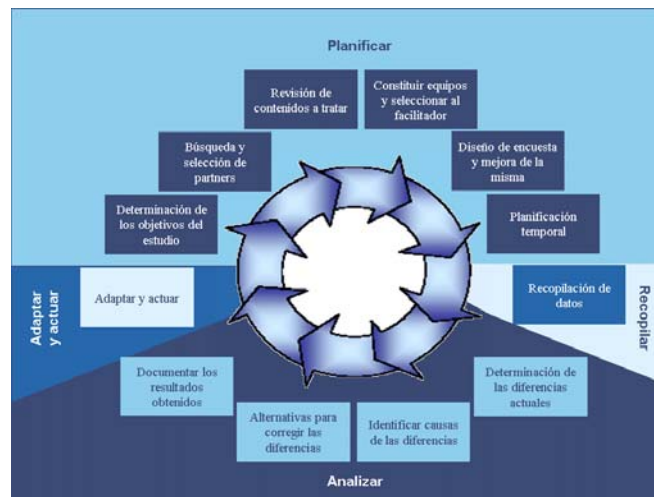 Planificar
Revisión de
contenidos a tratar
Constituir equipos
y seleccionar al
facilitador
Búsqueda y
selección de
partners
Diseño de encuesta
y mejora de la
misma
Determinación de
los objetivos del
estudio
Planificación
temporal
Adaptar
y actuar
Adaptar y actuar
Recopilación de
datos
Recopilar
Documentar los
resultados
obtenidos
Determinación de
las diferencias
actuales
Alternativas para
corregir las
diferencias
Identificar causas
de las diferencias
Analizar